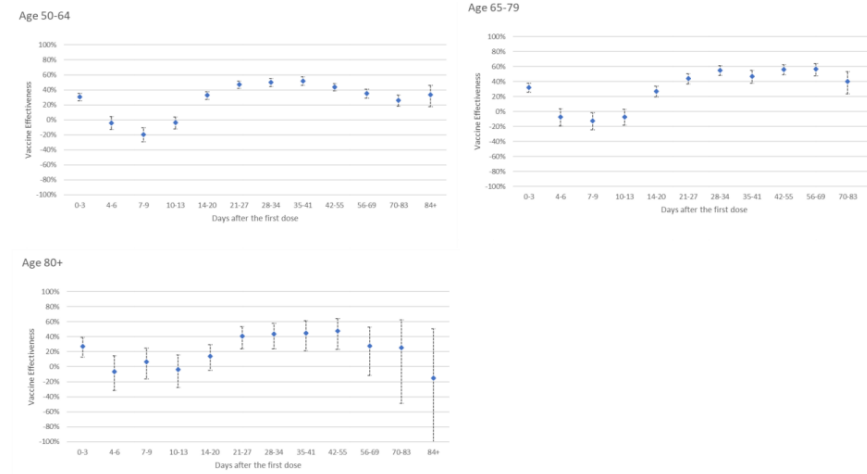 Age 50-64
100%
80%
60%
40%
20%
0%
-20%
-40%
-60%
-80%
-100%
Vaccine Effectiveness
0-3 4-6 7-9 10-13 14-20 21-27 28-34 35-41 42-55 56-69 70-83 84+
Days after the first dose
Age 65-79
100%
80%
60%
40%
20%
0%
-20%
-40%
-60%
-80%
-100%
Vaccine Effectiveness
0-3 4-6 7-9 10-13 14-20 21-27 28-34 35-41 42-55 56-69 70-83
Days after the first dose
Age 80+
100%
80%
60%
40%
20%
0%
-20%
-40%
-60%
-80%
-100%
Vaccine Effectiveness
0-3 4-6 7-9 10-13 14-20 21-27 28-34 35-41 42-55 56-69 70-83 84+
Days after the first dose